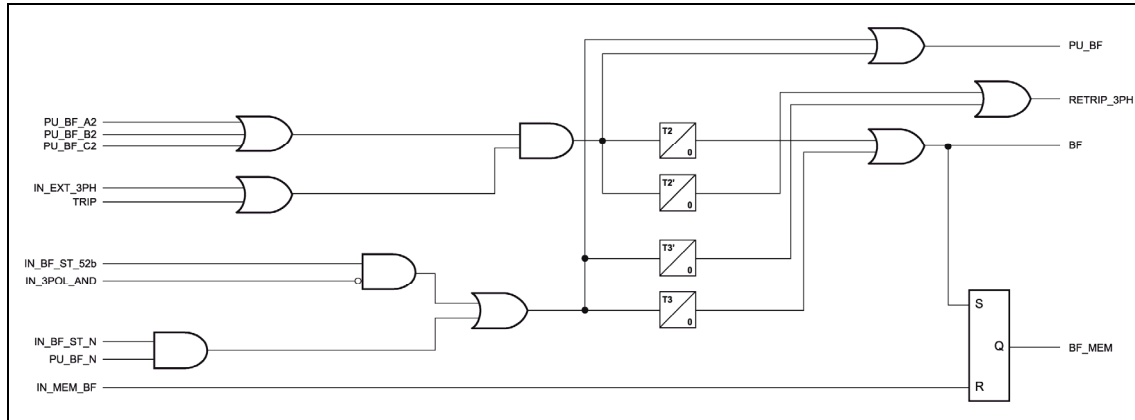 PU_BF
RETRIP_3PH
PU_BF_A2
PU_BF_B2
PU_BF_C2
T2
0
BF
IN_EXT_3PH
TRIP
T2'
0
T3'
0
IN_BF_ST_52b
IN_3POL_AND
T3
0
S
IN_BF_ST_N
PU_BF_N
Q
BF_MEM
IN_MEM_BF
R